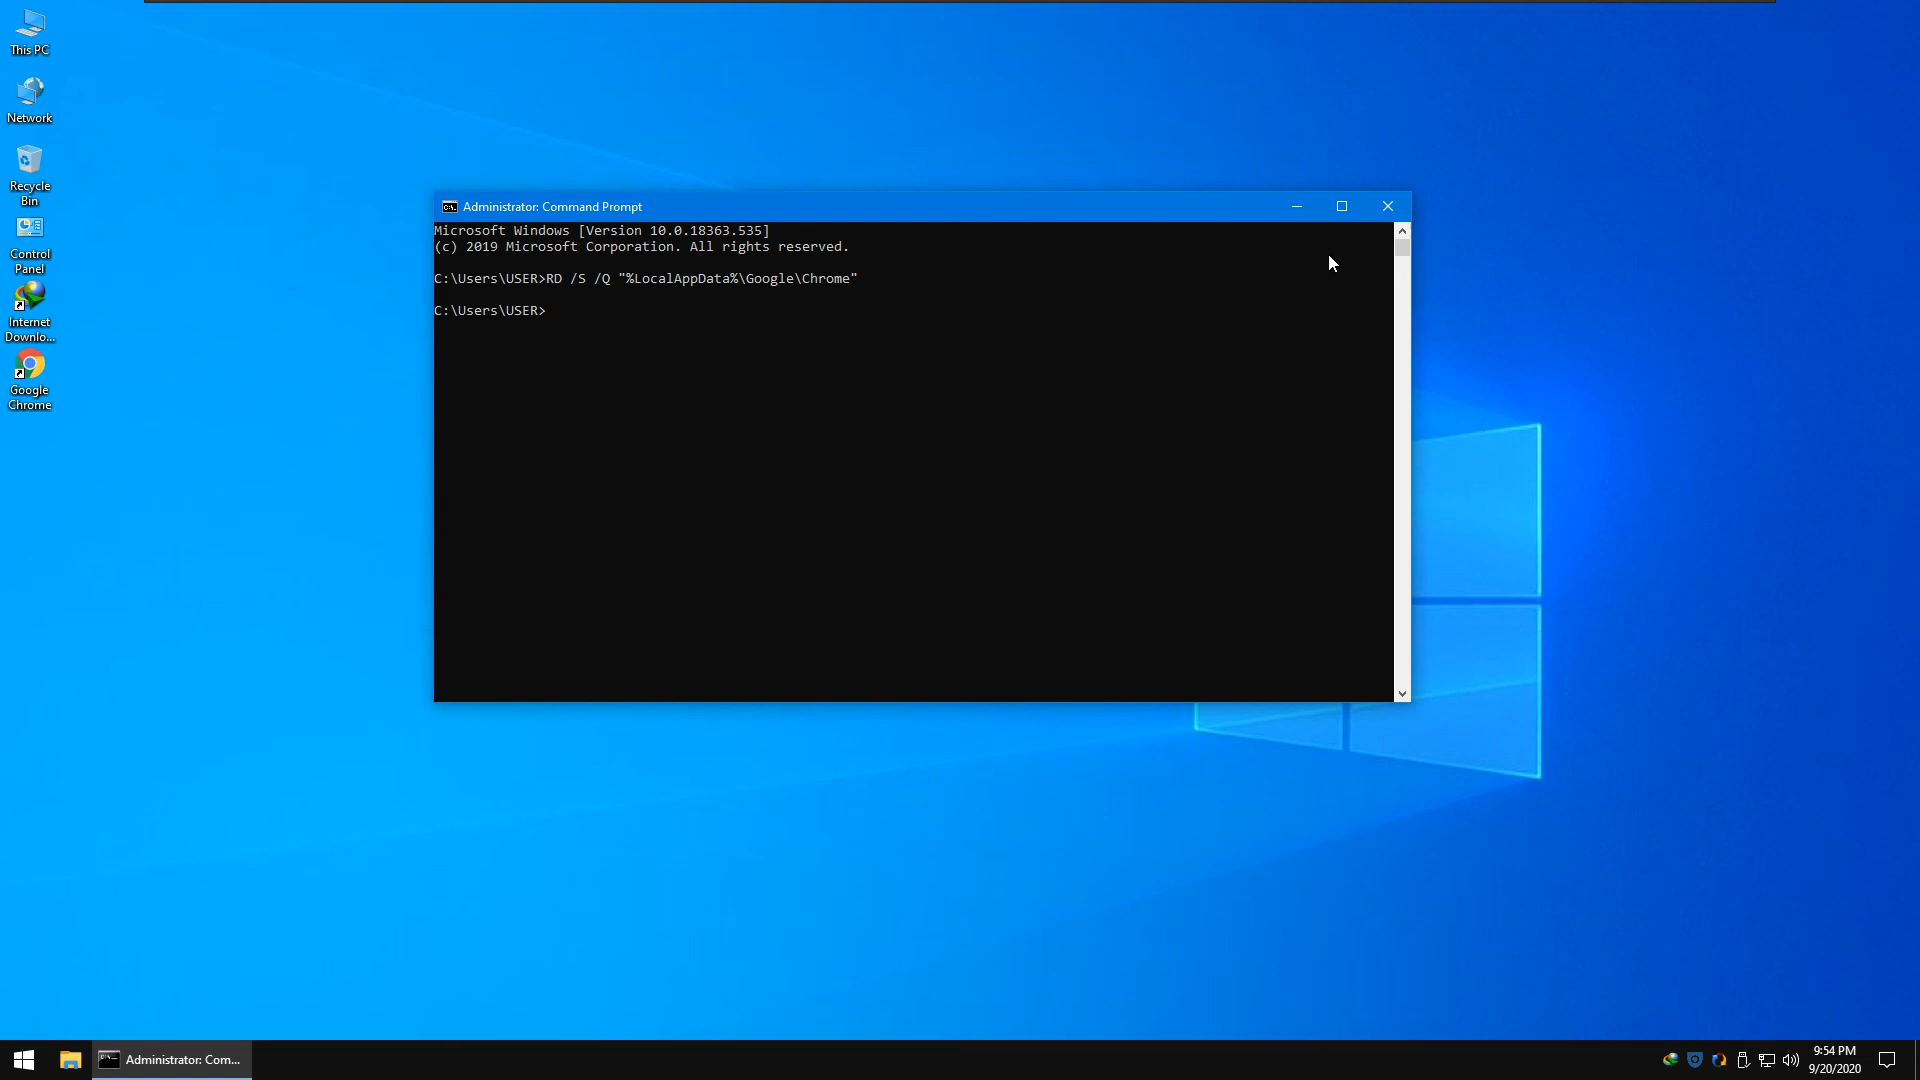 This PC
Network
Recycle
Bin
Control
Panel
Internet
Downlo...
Google
Chrome
Administrator: Command Prompt
Microsoft Windows [Version 10.0.18363.535]
(c) 2019 Microsoft Corporation. All rights reserved.
C:\Users\USER>RD /S /Q "%LocalAppData%\Google\Chrome"
C:\Users\USER>
Administrator: Com...
9:54 PM
9/20/2020